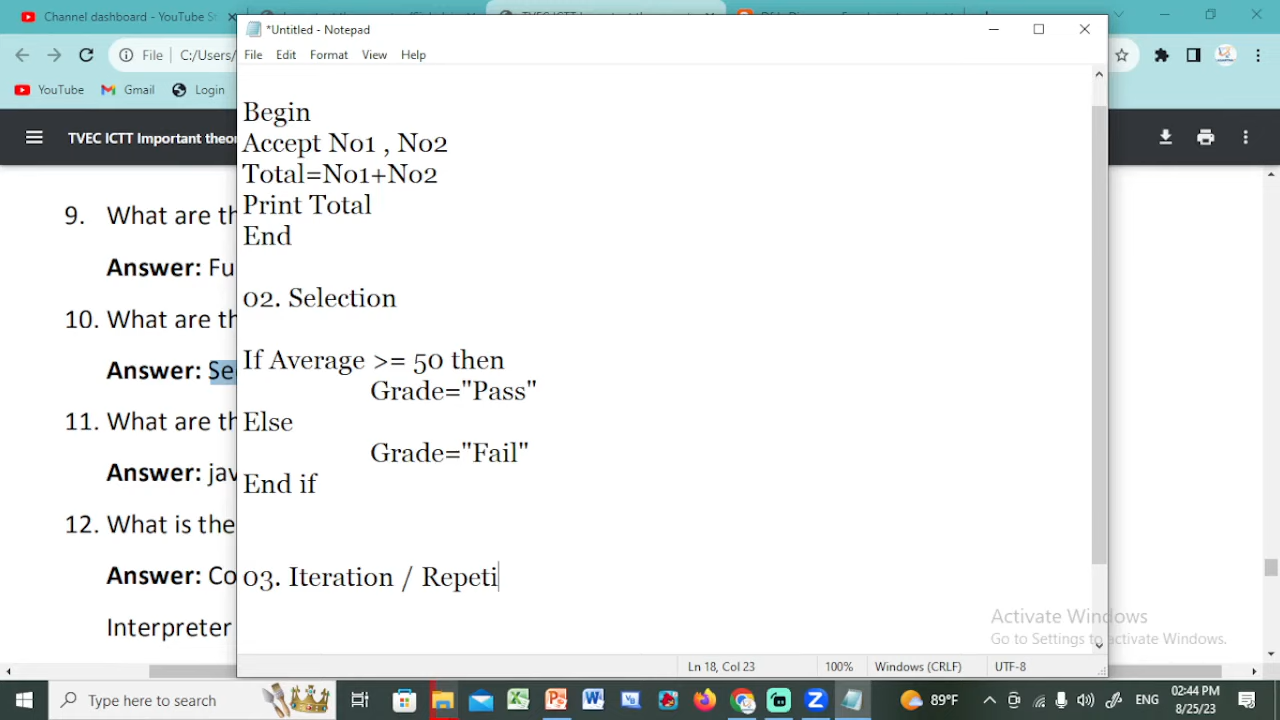 Channel dashboard - YouTube St
*Untitled - Notepad
File Edit Format View Help
File C:/Users/
YouTube Gmail Login
TVEC ICTT Important theor
Begin
Accept No1 , No2
Total=No1+No2
Print Total
End
02. Selection
If Average >= 50 then
Grade="Pass"
Else
Grade="Fail"
End if
03. Iteration / Repeti
9. What are th
Answer: Fu
10. What are th
Answer: Se
11. What are th
Answer: jav
12. What is the
Answer: Co
Interpreter
Activate Windows
Go to Settings to activate Windows.
Ln 18, Col 23 100% Windows (CRLF) UTF-8
Type here to search
89°F ENG 02:44 PM
8/25/23